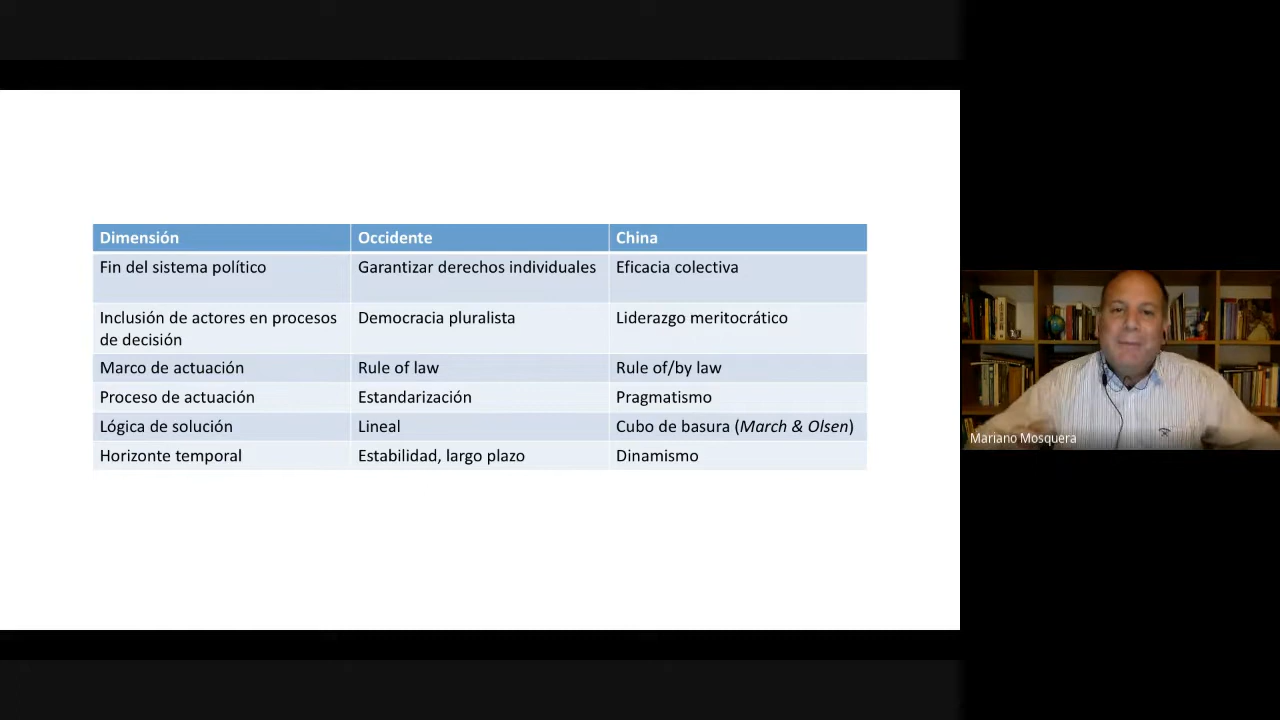 Dimensión Occidente China
Fin del sistema político Garantizar derechos individuales Eficacia colectiva
Inclusión de actores en procesos de decisión Democracia pluralista Liderazgo meritocrático
Marco de actuación Rule of law Rule of/by law
Proceso de actuación Estandarización Pragmatismo
Lógica de solución Lineal Cubo de basura (March & Olsen)
Horizonte temporal Estabilidad, largo plazo Dinamismo
Mariano Mosquera